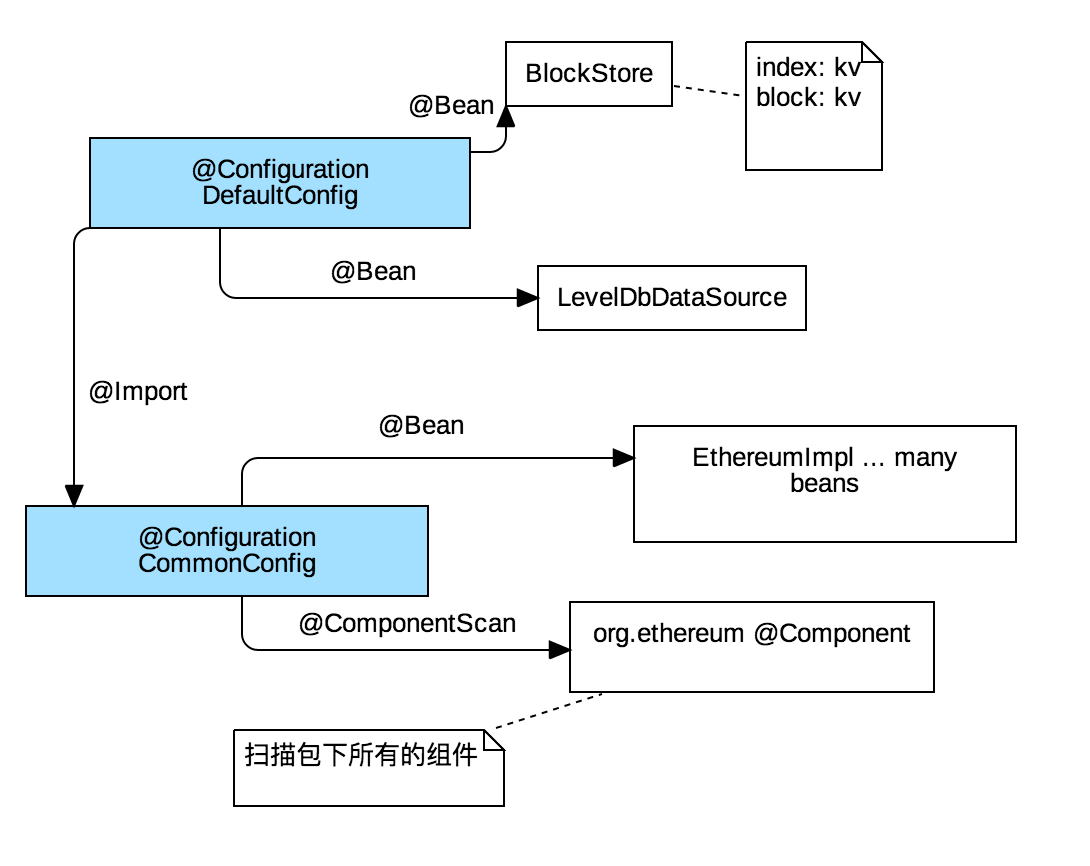 BlockStore
index: kv
block: kv
@Bean
@Configuration
DefaultConfig
@Bean
LevelDbDataSource
@Import
@Bean
EthereumImpl ... many
beans
@Configuration
CommonConfig
@ComponentScan
org.ethereum @Component
扫描包下所有的组件